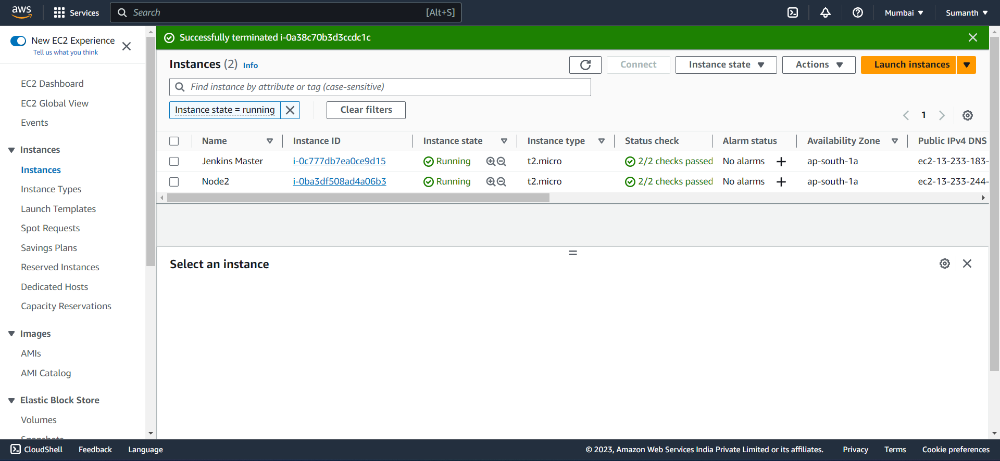 aws
Services
Search [Alt+S]
Mumbai
Sumanth
New EC2 Experience
Tell us what you think
EC2 Dashboard
EC2 Global View
Events
Instances
Instances
Instance Types
Launch Templates
Spot Requests
Savings Plans
Reserved Instances
Dedicated Hosts
Capacity Reservations
Images
AMIs
AMI Catalog
Elastic Block Store
Volumes
Snapshots
Successfully terminated i-0a38c70b3d3ccdc1c
Instances (2) Info
Connect
Instance state
Actions
Launch instances
Find instance by attribute or tag (case-sensitive)
Instance state = running
Clear filters
1
Name Instance ID Instance state Instance type Status check Alarm status Availability Zone Public IPv4 DNS
Jenkins Master i-0c777db7ea0ce9d15 Running t2.micro 2/2 checks passed No alarms ap-south-1a ec2-13-233-183-
Node2 i-0ba3df508ad4a06b3 Running t2.micro 2/2 checks passed No alarms ap-south-1a ec2-13-233-244-
Select an instance
CloudShell Feedback Language © 2023, Amazon Web Services India Private Limited or its affiliates. Privacy Terms Cookie preferences